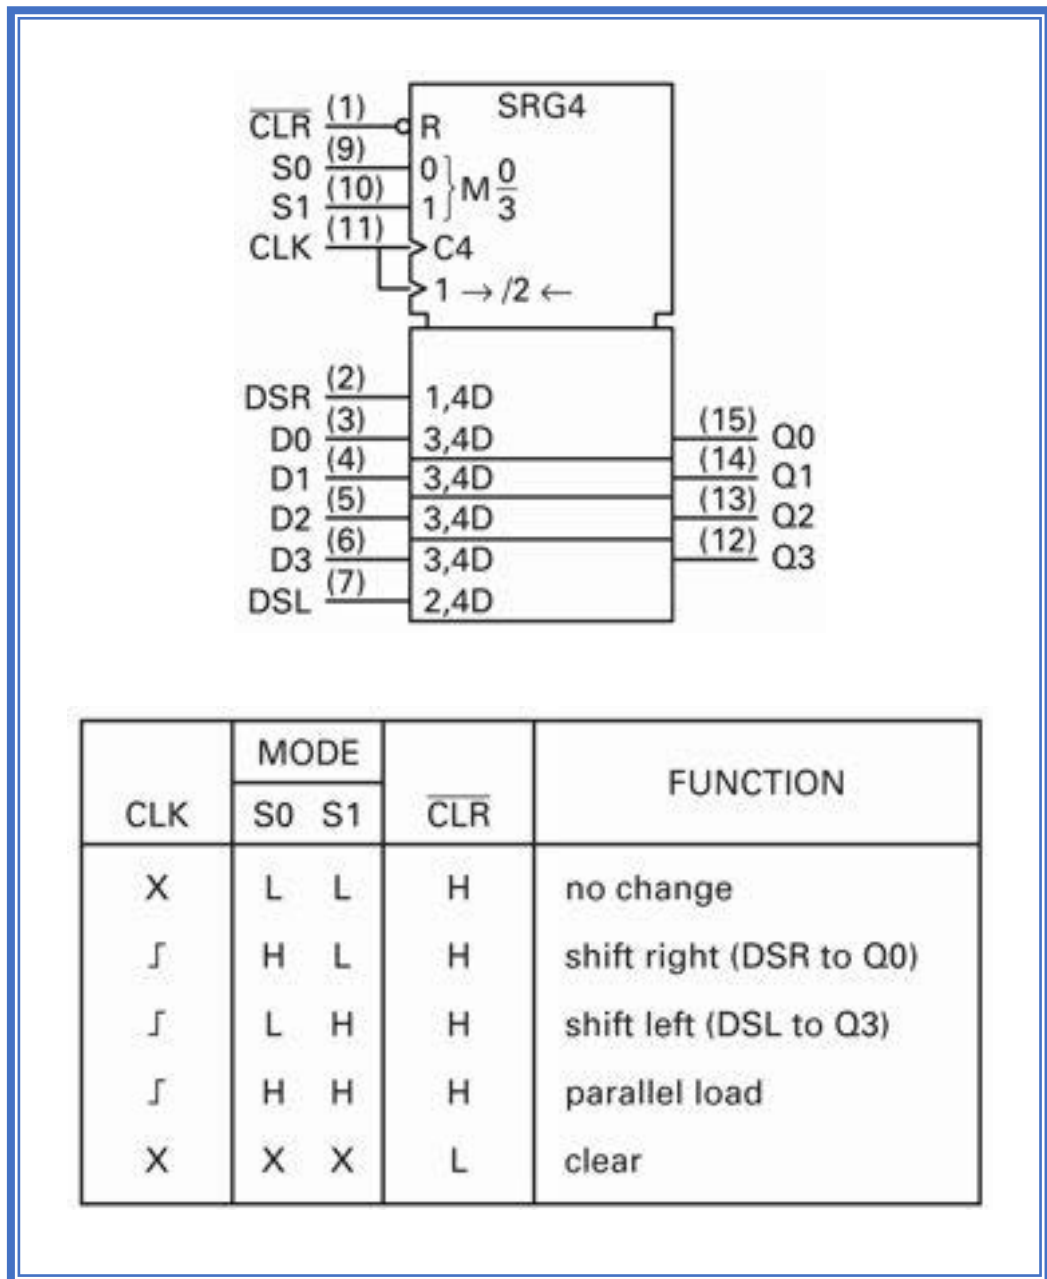 SRG4
CLR (1) R
S0 (9) 0
S1 (10) 1
M 0/3
CLK (11) C4
1 → /2 ←
DSR (2) 1,4D
D0 (3) 3,4D (15) Q0
D1 (4) 3,4D (14) Q1
D2 (5) 3,4D (13) Q2
D3 (6) 3,4D (12) Q3
DSL (7) 2,4D
MODE
CLK S0 S1 CLR FUNCTION
X L L H no change
H L H shift right (DSR to Q0)
L H H shift left (DSL to Q3)
H H H parallel load
X X X L clear